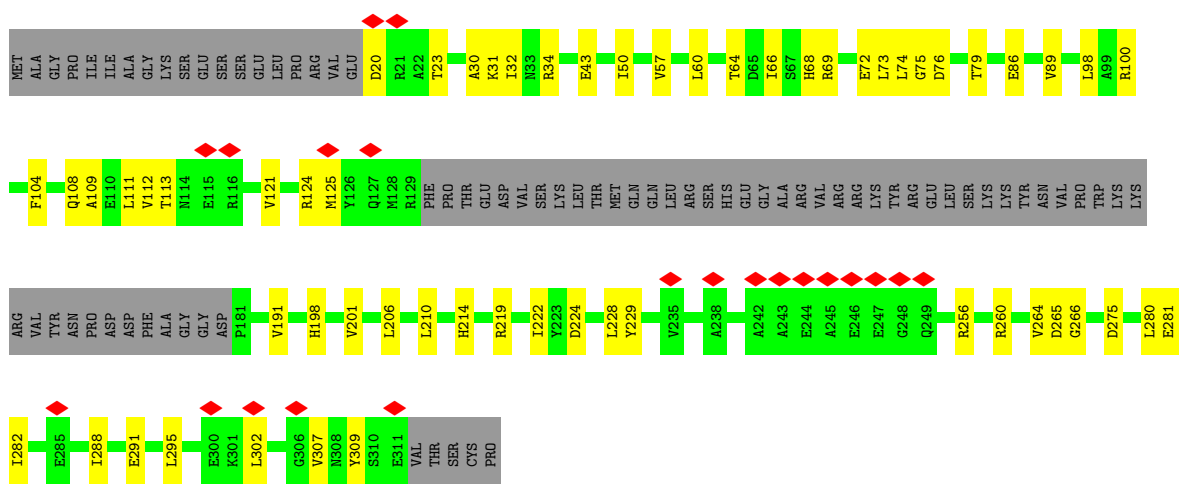 MET ALA GLY PRO ILE ILE ALA GLY LYS SER GLU SER SER GLU LEU PRO ARG VAL GLU D20 R21 A22 T23 A30 K31 I32 N33 R34 E43 I50 V57 L60 T64 D65 I66 S67 H68 R69 E72 L73 L74 G75 D76 T79 E86 V89 L98 A99 R100
F104 Q108 A109 E110 L111 V112 T113 N114 E115 R116 V121 R124 M125 Y126 Q127 M128 R129 PHE PRO THR GLU ASP VAL SER LYS LEU THR MET GLN GLN LEU ARG SER HIS GLU GLY ALA ARG VAL ARG ARG LYS TYR ARG GLU LEU SER LYS LYS TYR ASN VAL PRO TRP LYS LYS
ARG VAL TYR ASN PRO ASP ASP PHE ALA GLY GLY ASP P181 V191 H198 V201 L206 L210 H214 R219 I222 Y223 D224 L228 Y229 V235 A238 A242 A243 E244 A245 E246 E247 G248 Q249 R256 R260 V264 D265 G266 D275 L280 E281
I282 E285 I288 E291 L295 E300 K301 L302 G306 V307 N308 Y309 S310 E311 VAL THR SER CYS PRO